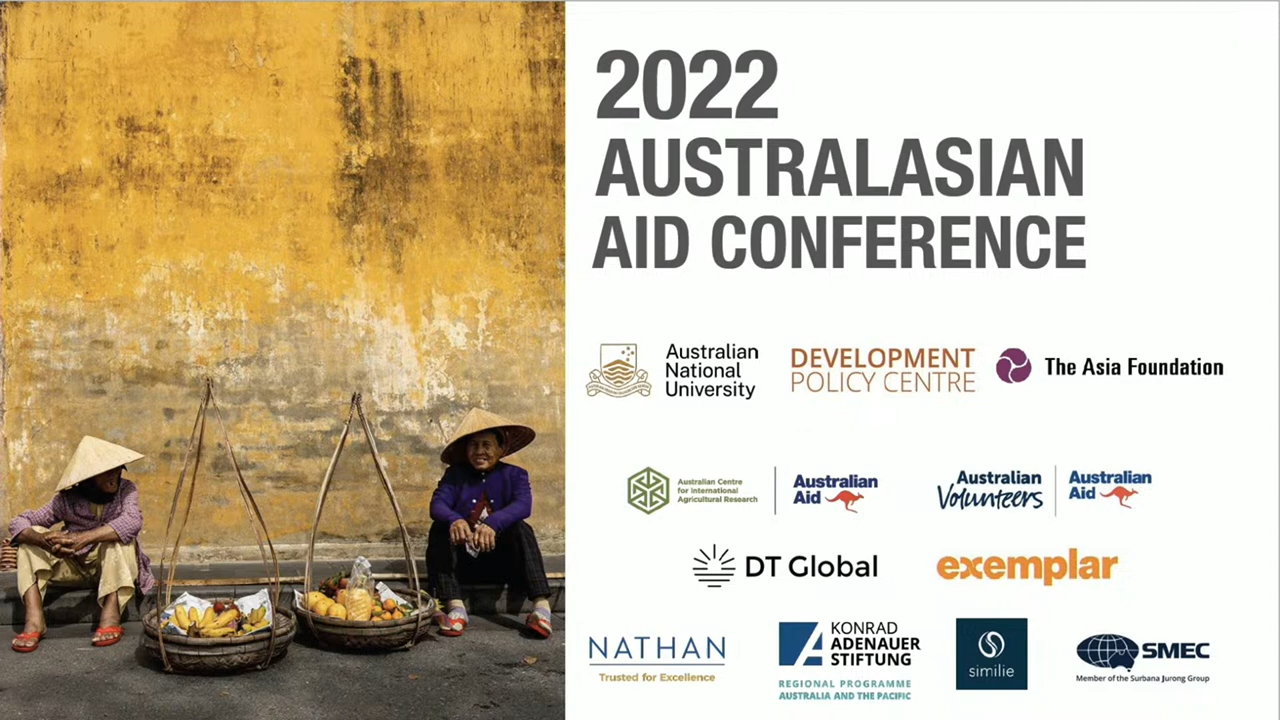 2022
AUSTRALASIAN
AID CONFERENCE
Australian
National
University
DEVELOPMENT
POLICY CENTRE
The Asia Foundation
Australian Centre
for International
Agricultural Research
Australian
Aid
Australian
Volunteers
Australian
Aid
DT Global
exemplar
NATHAN
Trusted for Excellence
KONRAD
ADENAUER
STIFTUNG
REGIONAL PROGRAMME
AUSTRALIA AND THE PACIFIC
similie
SMEC
Member of the Surbana Jurong Group